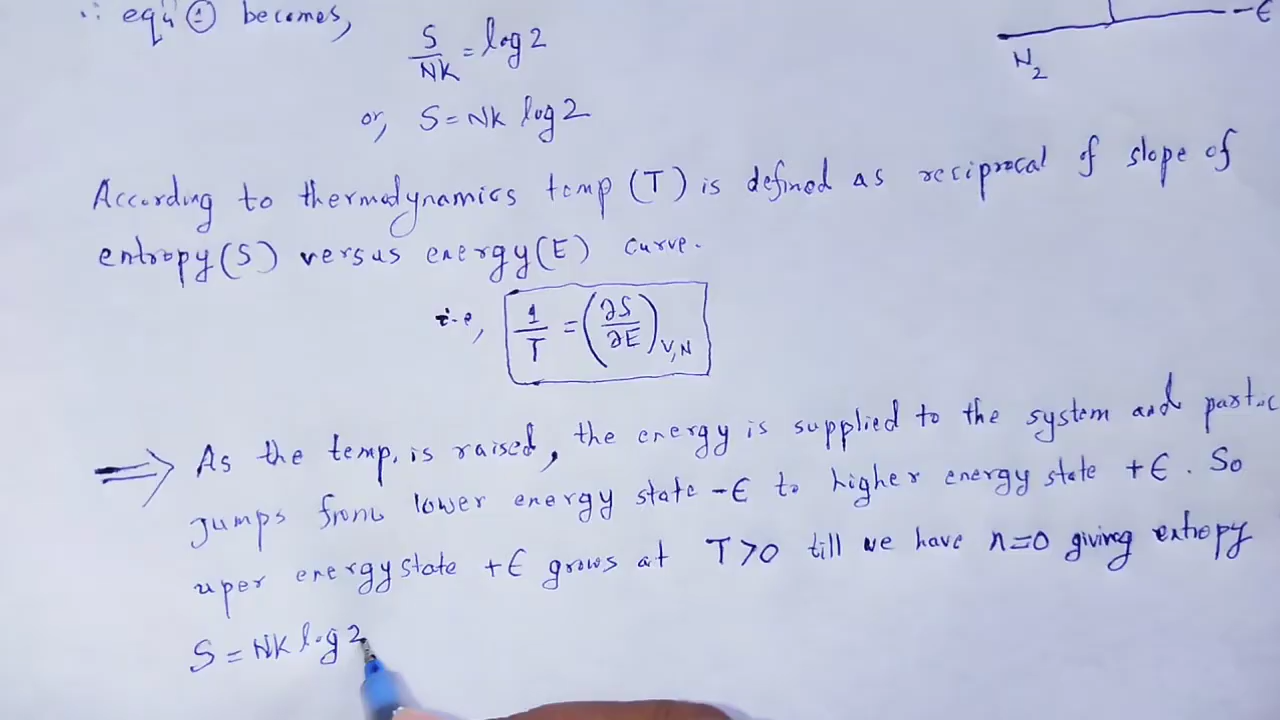 ∴ eqⁿ ① becomes,
S/NK = log 2
or, S = NK log 2
-ϵ
N₂
According to thermodynamics temp (T) is defined as reciprocal of slope of
entropy(S) versus energy(E) curve.
i.e, 1/T = (∂S/∂E)V,N
⇒ As the temp. is raised, the energy is supplied to the system and partic
jumps from lower energy state -ϵ to higher energy state +ϵ. So
uper energy state +ϵ grows at T>0 till we have n=0 giving entropy
S = NK log 2